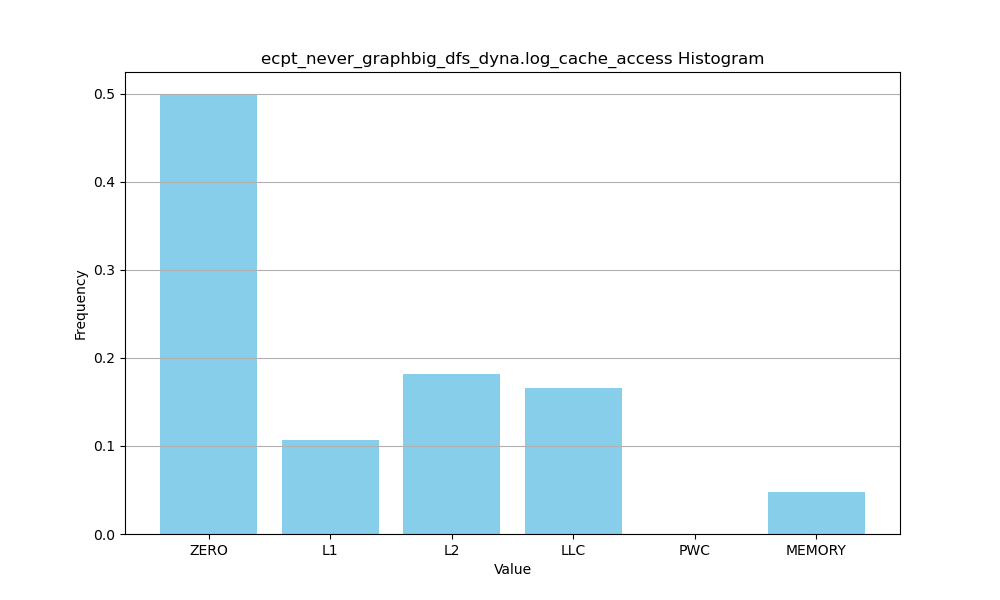 ecpt_never_graphbig_dfs_dyna.log_cache_access Histogram
Frequency
0.5
0.4
0.3
0.2
0.1
0.0
ZERO L1 L2 LLC PWC MEMORY
Value